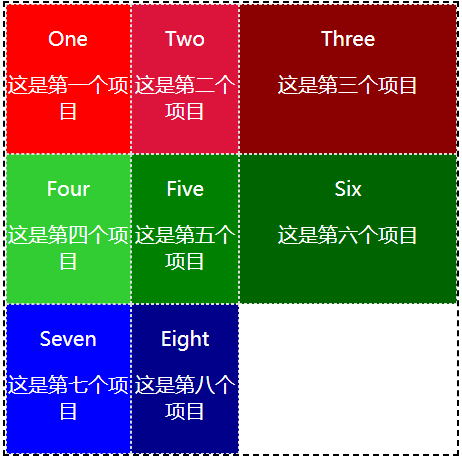 One
这是第一个项
目
Two
这是第二个
项目
Three
这是第三个项目
Four
这是第四个项
目
Five
这是第五个
项目
Six
这是第六个项目
Seven
这是第七个项
目
Eight
这是第八个
项目